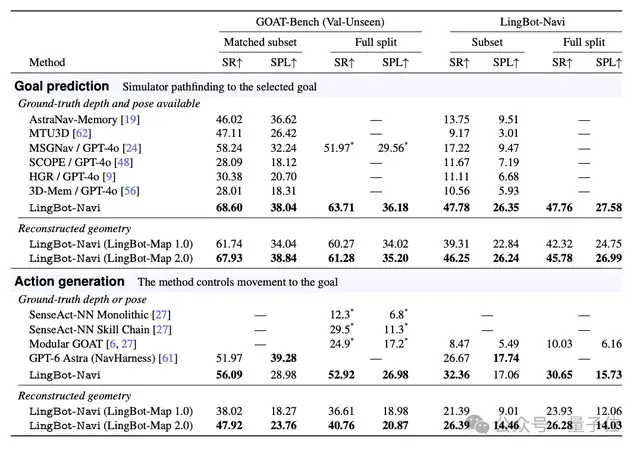 GOAT-Bench (Val-Unseen) LingBot-Navi
Matched subset Full split Subset Full split
Method SR↑ SPL↑ SR↑ SPL↑ SR↑ SPL↑ SR↑ SPL↑
Goal prediction Simulator pathfinding to the selected goal
Ground-truth depth and pose available
AstraNav-Memory [19] 46.02 36.62 — 13.75 9.51 —
MTU3D [62] 47.11 26.42 — 9.17 3.01 —
MSGNav / GPT-4o [24] 58.24 32.24 51.97* 29.56* 17.22 9.47 —
SCOPE / GPT-4o [48] 28.09 18.12 — 11.67 7.19 —
HGR / GPT-4o [9] 30.38 20.70 — 11.11 6.68 —
3D-Mem / GPT-4o [56] 28.01 18.31 — 10.56 5.93 —
LingBot-Navi 68.60 38.04 63.71 36.18 47.78 26.35 47.76 27.58
Reconstructed geometry
LingBot-Navi (LingBot-Map 1.0) 61.74 34.04 60.27 34.02 39.31 22.84 42.32 24.75
LingBot-Navi (LingBot-Map 2.0) 67.93 38.84 61.28 35.20 46.25 26.24 45.78 26.99
Action generation The method controls movement to the goal
Ground-truth depth or pose
SenseAct-NN Monolithic [27] — 12.3* 6.8* — —
SenseAct-NN Skill Chain [27] — 29.5* 11.3* — —
Modular GOAT [6, 27] — 24.9* 17.2* 8.47 5.49 10.03 6.16
GPT-6 Astra (NavHarness) [61] 51.97 39.28 — 26.67 17.74 —
LingBot-Navi 56.09 28.98 52.92 26.98 32.36 17.06 30.65 15.73
Reconstructed geometry
LingBot-Navi (LingBot-Map 1.0) 38.02 18.27 36.61 18.98 21.39 9.01 23.93 12.06
LingBot-Navi (LingBot-Map 2.0) 47.92 23.76 40.76 20.87 26.39 14.46 26.28 14.03
公众号 · 量子位